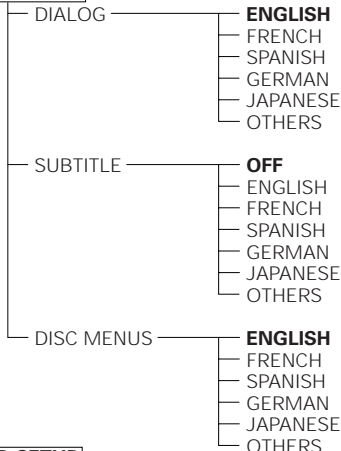 DIALOG ENGLISH
FRENCH
SPANISH
GERMAN
JAPANESE
OTHERS
SUBTITLE OFF
ENGLISH
FRENCH
SPANISH
GERMAN
JAPANESE
OTHERS
DISC MENUS ENGLISH
FRENCH
SPANISH
GERMAN
JAPANESE
OTHERS
SETUP